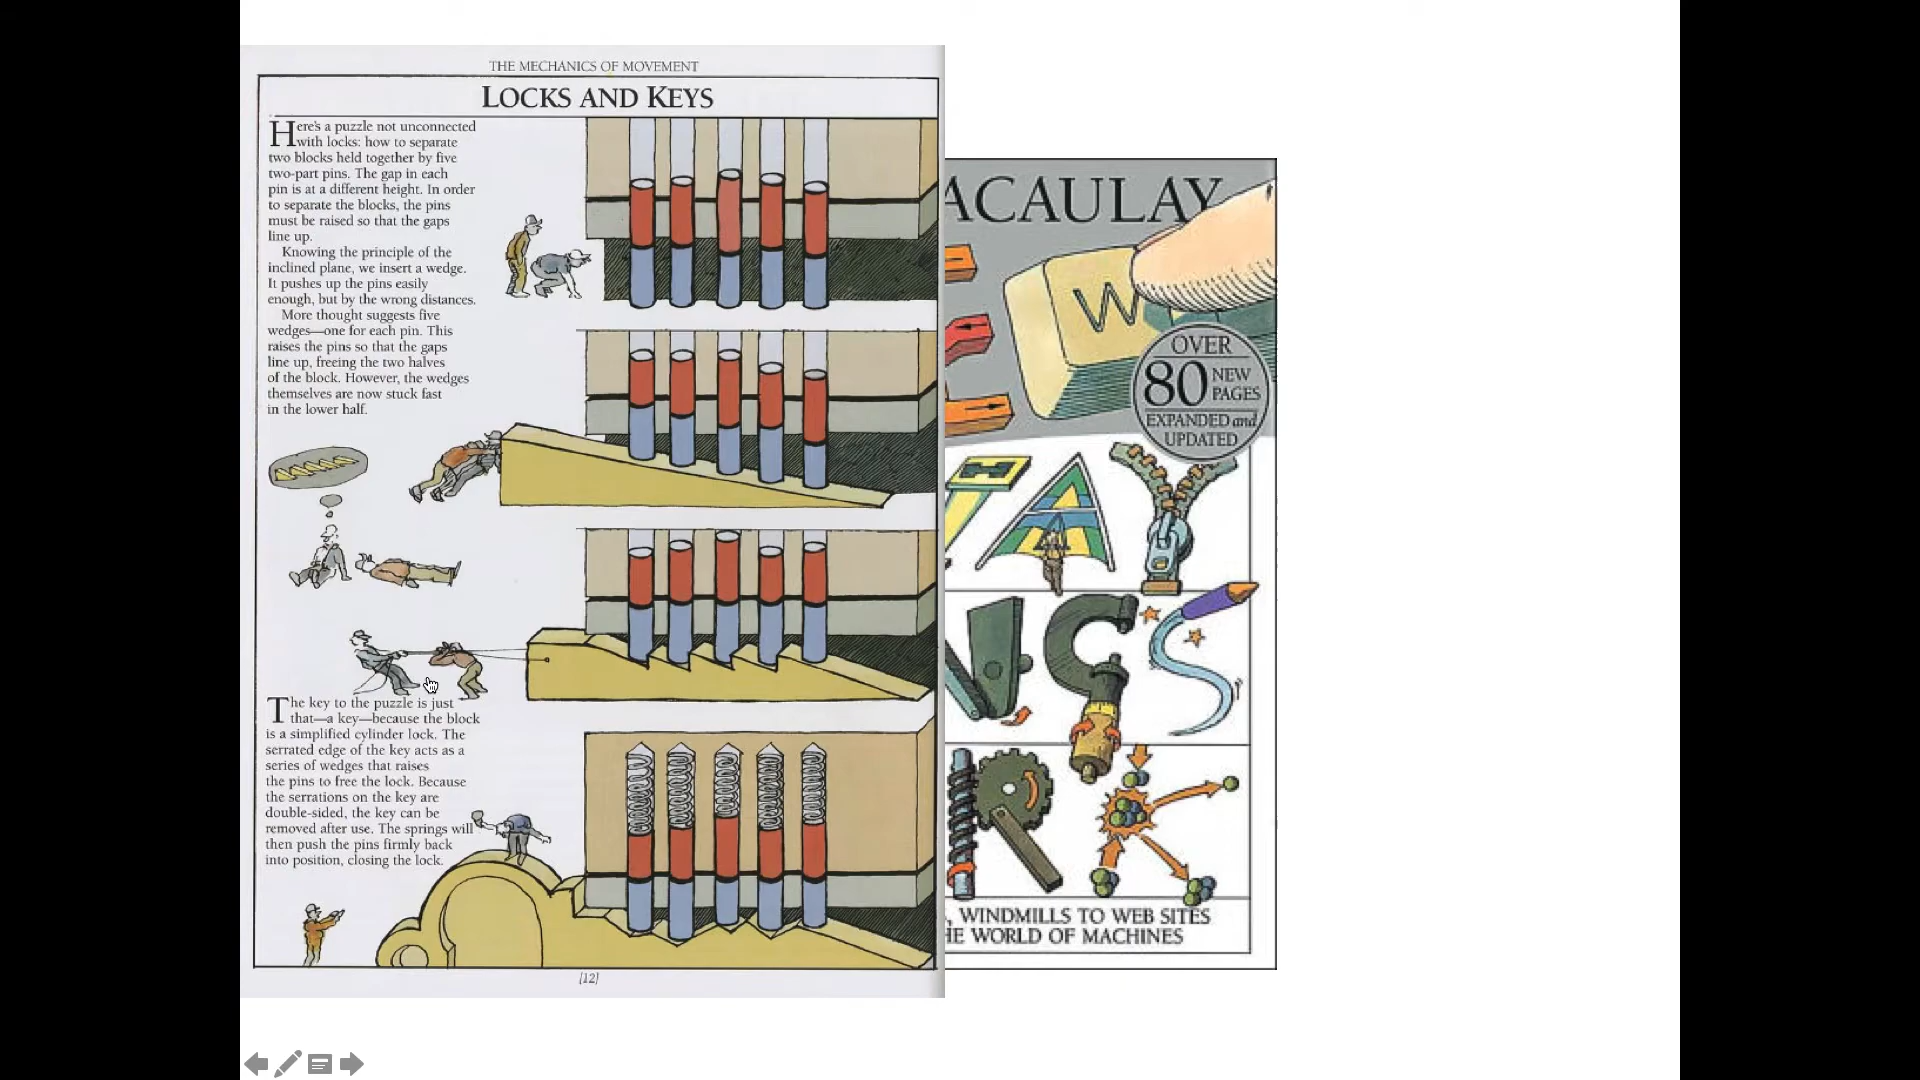 THE MECHANICS OF MOVEMENT
LOCKS AND KEYS
Here's a puzzle not unconnected
with locks: how to separate
two blocks held together by five
two-part pins. The gap in each
pin is at a different height. In order
to separate the blocks, the pins
must be raised so that the gaps
line up.
Knowing the principle of the
inclined plane, we insert a wedge.
It pushes up the pins easily
enough, but by the wrong distances.
More thought suggests five
wedges—one for each pin. This
raises the pins so that the gaps
line up, freeing the two halves
of the block. However, the wedges
themselves are now stuck fast
in the lower half.
The key to the puzzle is just
that—a key—because the block
is a simplified cylinder lock. The
serrated edge of the key acts as a
series of wedges that raises
the pins to free the lock. Because
the serrations on the key are
double-sided, the key can be
removed after use. The springs will
then push the pins firmly back
into position, closing the lock.
[12]
ACAULAY
W
OVER
80 NEW
PAGES
EXPANDED and
UPDATED
WAY
NGS
RK
, WINDMILLS TO WEB SITES
HE WORLD OF MACHINES